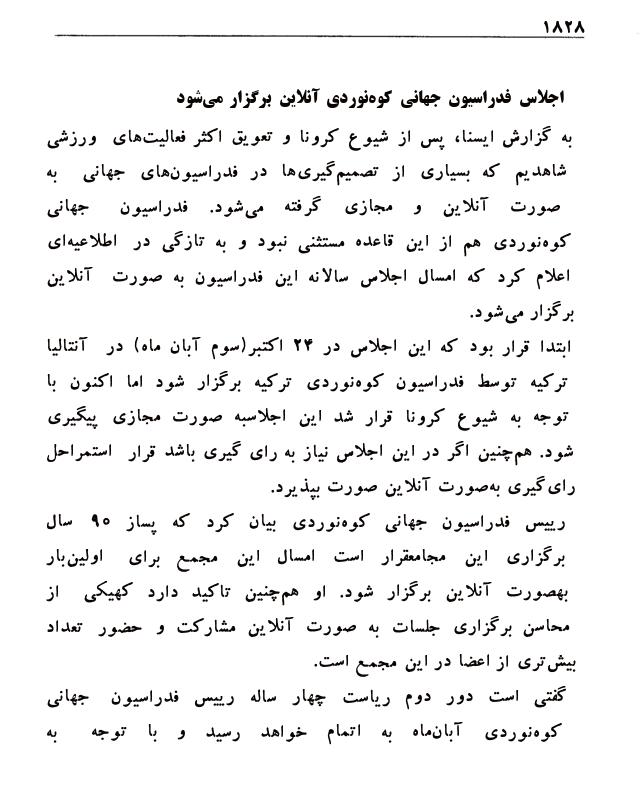 ۱۸۲۸
اجلاس فدراسیون جهانی کوه‌نوردی آنلاین برگزار می‌شود
به گزارش ایسنا، پس از شیوع کرونا و تعویق اکثر فعالیت‌های ورزشی
شاهدیم که بسیاری از تصمیم‌گیری‌ها در فدراسیون‌های جهانی به
صورت آنلاین و مجازی گرفته می‌شود. فدراسیون جهانی
کوه‌نوردی هم از این قاعده مستثنی نبود و به تازگی در اطلاعیه‌ای
اعلام کرد که امسال اجلاس سالانه این فدراسیون به صورت آنلاین
برگزار می‌شود.
ابتدا قرار بود که این اجلاس در ۲۴ اکتبر(سوم آبان ماه) در آنتالیا
ترکیه توسط فدراسیون کوه‌نوردی ترکیه برگزار شود اما اکنون با
توجه به شیوع کرونا قرار شد این اجلاسبه صورت مجازی پیگیری
شود. هم‌چنین اگر در این اجلاس نیاز به رای گیری باشد قرار استمراحل
رای‌گیری به‌صورت آنلاین صورت بپذیرد.
رییس فدراسیون جهانی کوه‌نوردی بیان کرد که پساز ۹۰ سال
برگزاری این مجامعقرار است امسال این مجمع برای اولین‌بار
بهصورت آنلاین برگزار شود. او هم‌چنین تاکید دارد کهیکی از
محاسن برگزاری جلسات به صورت آنلاین مشارکت و حضور تعداد
بیش‌تری از اعضا در این مجمع است.
گفتی است دور دوم ریاست چهار ساله رییس فدراسیون جهانی
کوه‌نوردی آبان‌ماه به اتمام خواهد رسید و با توجه به